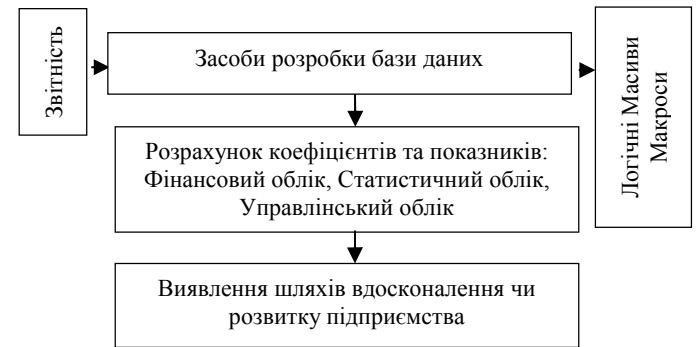 Звітність
Засоби розробки бази даних
Логічні Масиви
Макроси
Розрахунок коефіцієнтів та показників:
Фінансовий облік, Статистичний облік,
Управлінський облік
Виявлення шляхів вдосконалення чи
розвитку підприємства